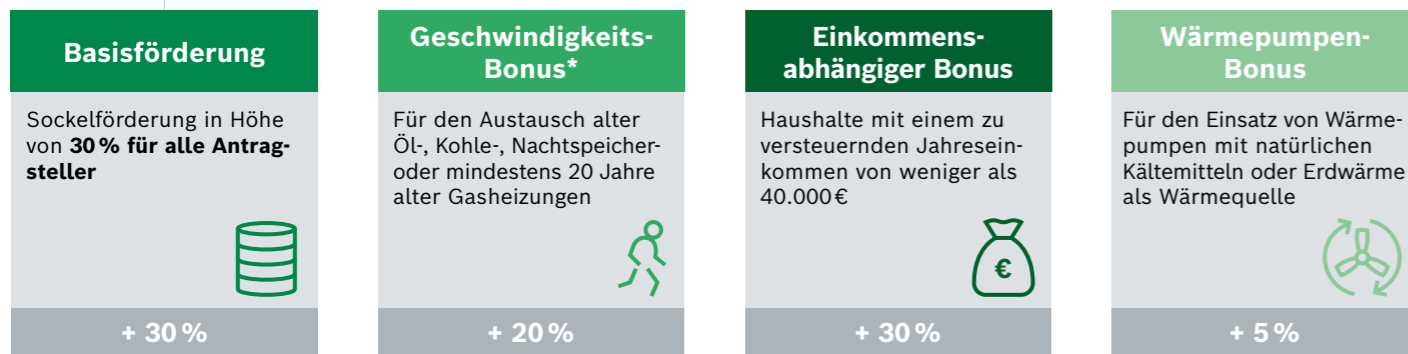 Basisförderung
Sockelförderung in Höhe
von 30 % für alle Antrag-
steller
+ 30 %
Geschwindigkeits-
Bonus*
Für den Austausch alter
Öl-, Kohle-, Nachtspeicher-
oder mindestens 20 Jahre
alter Gasheizungen
+ 20 %
Einkommens-
abhängiger Bonus
Haushalte mit einem zu
versteuernden Jahresein-
kommen von weniger als
40.000 €
€
+ 30 %
Wärmepumpen-
Bonus
Für den Einsatz von Wärme-
pumpen mit natürlichen
Kältemitteln oder Erdwärme
als Wärmequelle
+ 5 %